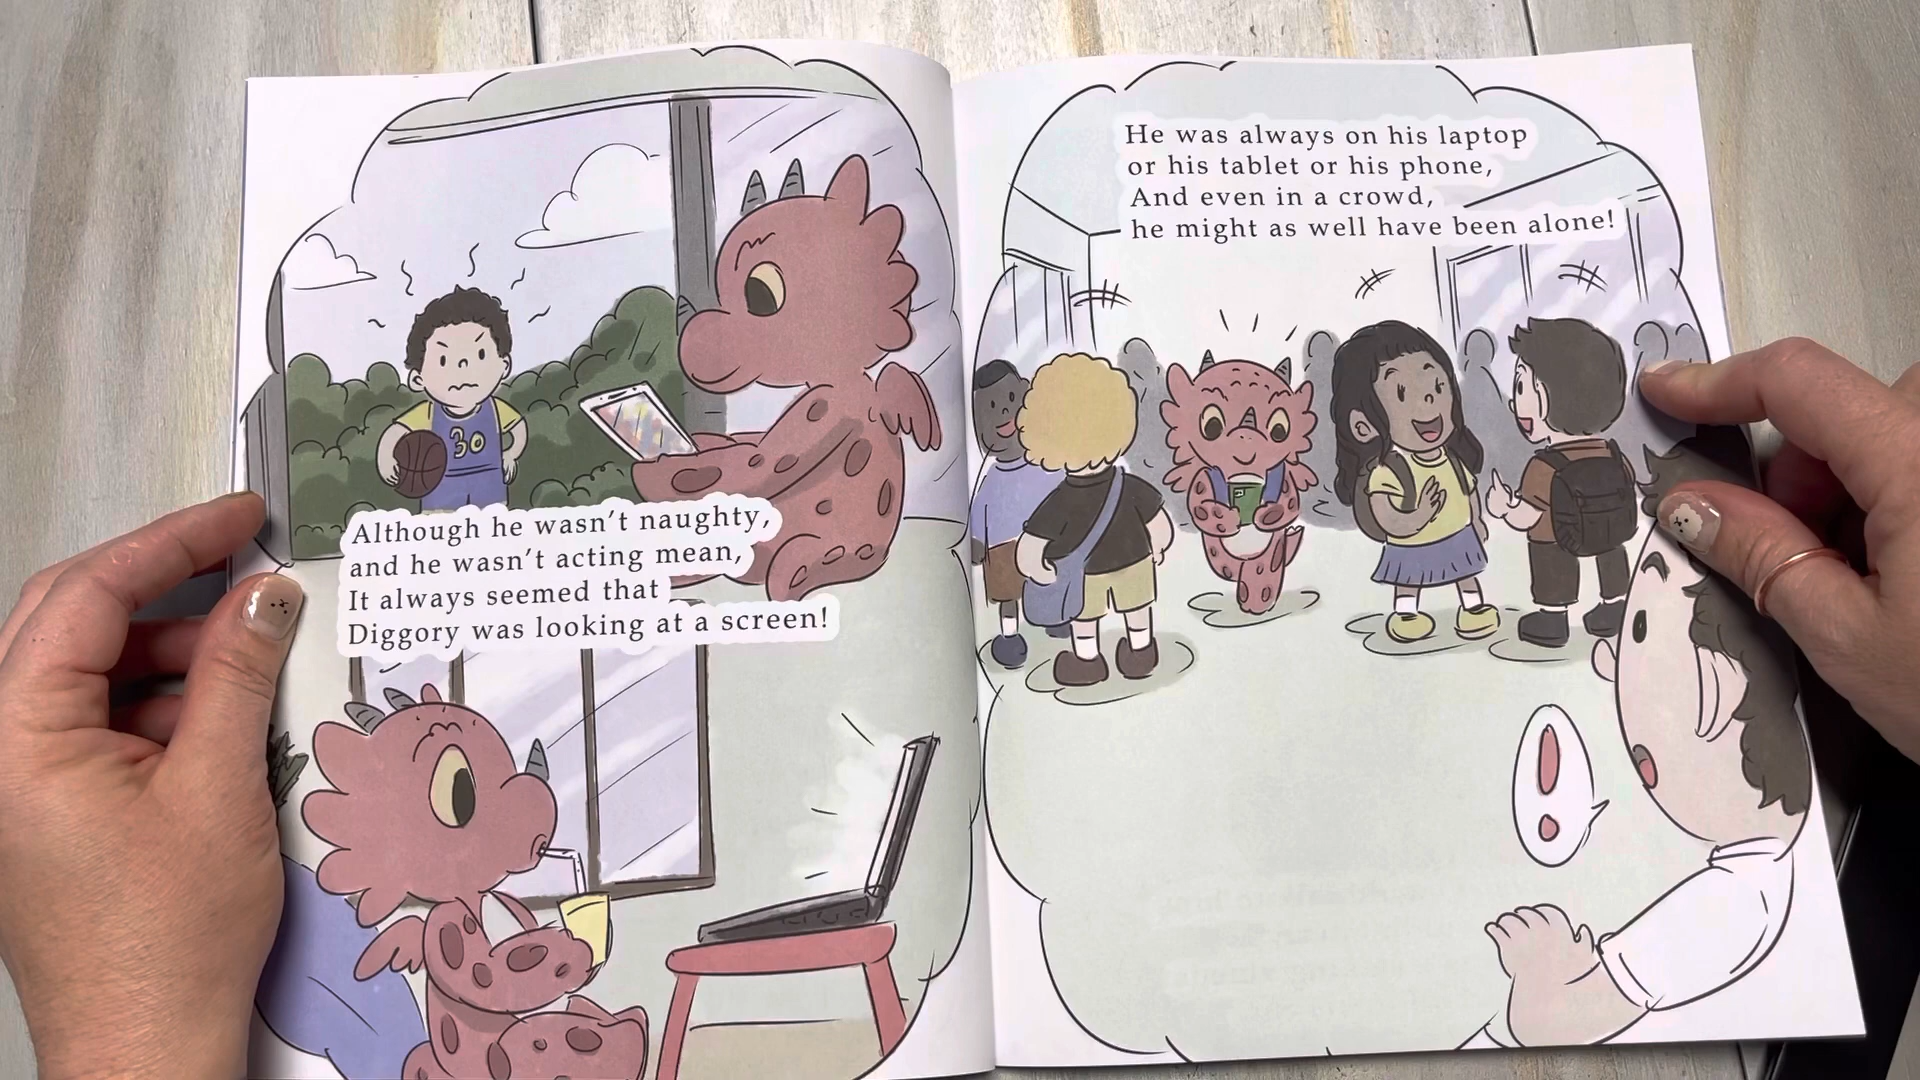 30
Although he wasn't naughty,
and he wasn't acting mean,
It always seemed that
Diggory was looking at a screen!
He was always on his laptop
or his tablet or his phone,
And even in a crowd,
he might as well have been alone!